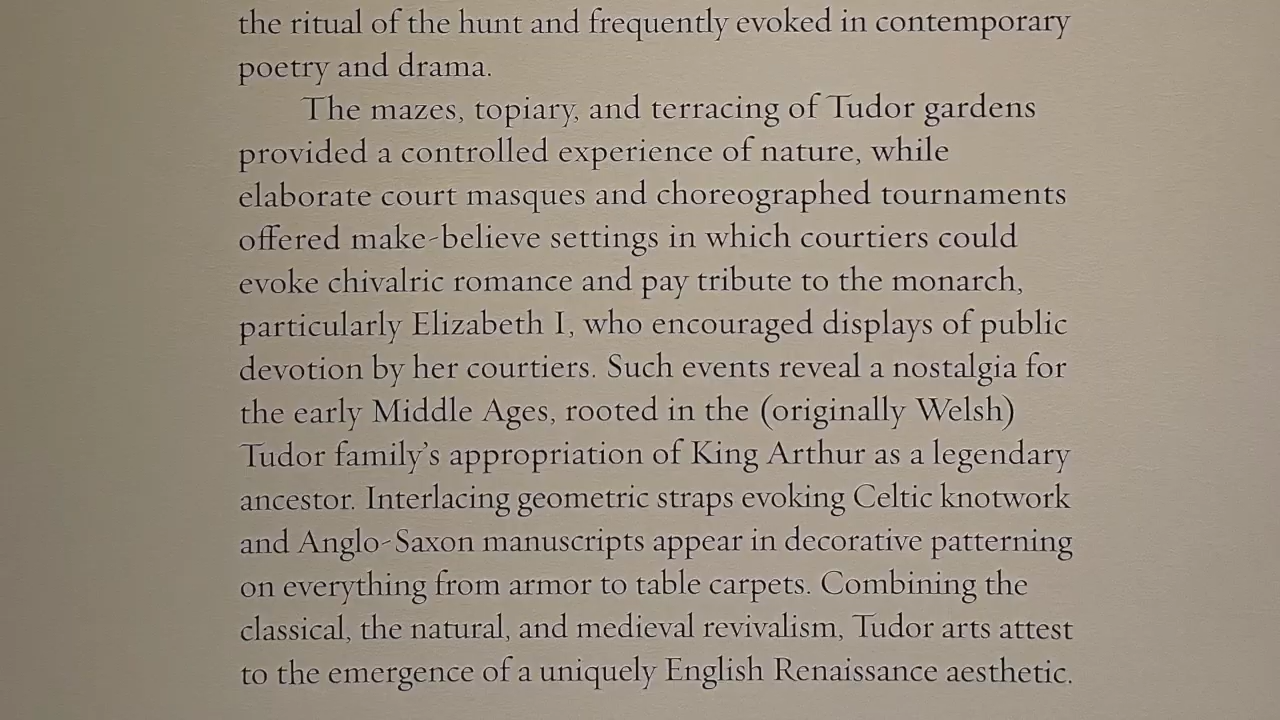 the ritual of the hunt and frequently evoked in contemporary
poetry and drama.
The mazes, topiary, and terracing of Tudor gardens
provided a controlled experience of nature, while
elaborate court masques and choreographed tournaments
offered make-believe settings in which courtiers could
evoke chivalric romance and pay tribute to the monarch,
particularly Elizabeth I, who encouraged displays of public
devotion by her courtiers. Such events reveal a nostalgia for
the early Middle Ages, rooted in the (originally Welsh)
Tudor family’s appropriation of King Arthur as a legendary
ancestor. Interlacing geometric straps evoking Celtic knotwork
and Anglo-Saxon manuscripts appear in decorative patterning
on everything from armor to table carpets. Combining the
classical, the natural, and medieval revivalism, Tudor arts attest
to the emergence of a uniquely English Renaissance aesthetic.